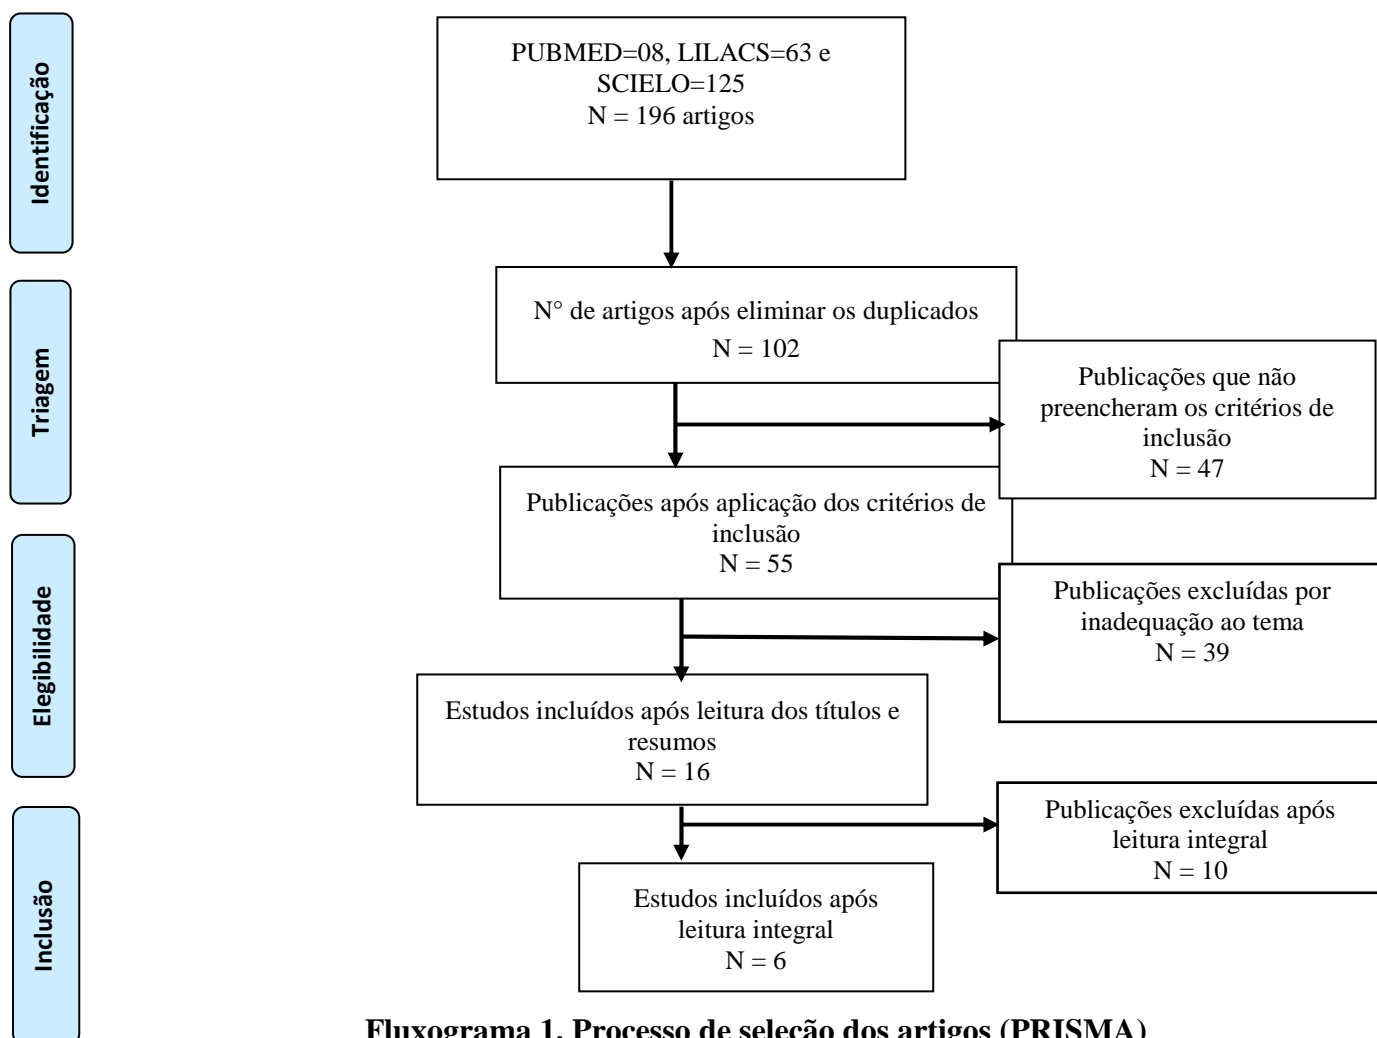 Identificação
PUBMED=08, LILACS=63 e
SCIELO=125
N = 196 artigos
Triagem
N° de artigos após eliminar os duplicados
N = 102
Publicações que não
preencheram os critérios de
inclusão
N = 47
Publicações após aplicação dos critérios de
inclusão
N = 55
Elegibilidade
Publicações excluídas por
inadequação ao tema
N = 39
Estudos incluídos após leitura dos títulos e
resumos
N = 16
Publicações excluídas após
leitura integral
N = 10
Inclusão
Estudos incluídos após
leitura integral
N = 6
Fluxograma 1. Processo de seleção dos artigos (PRISMA)